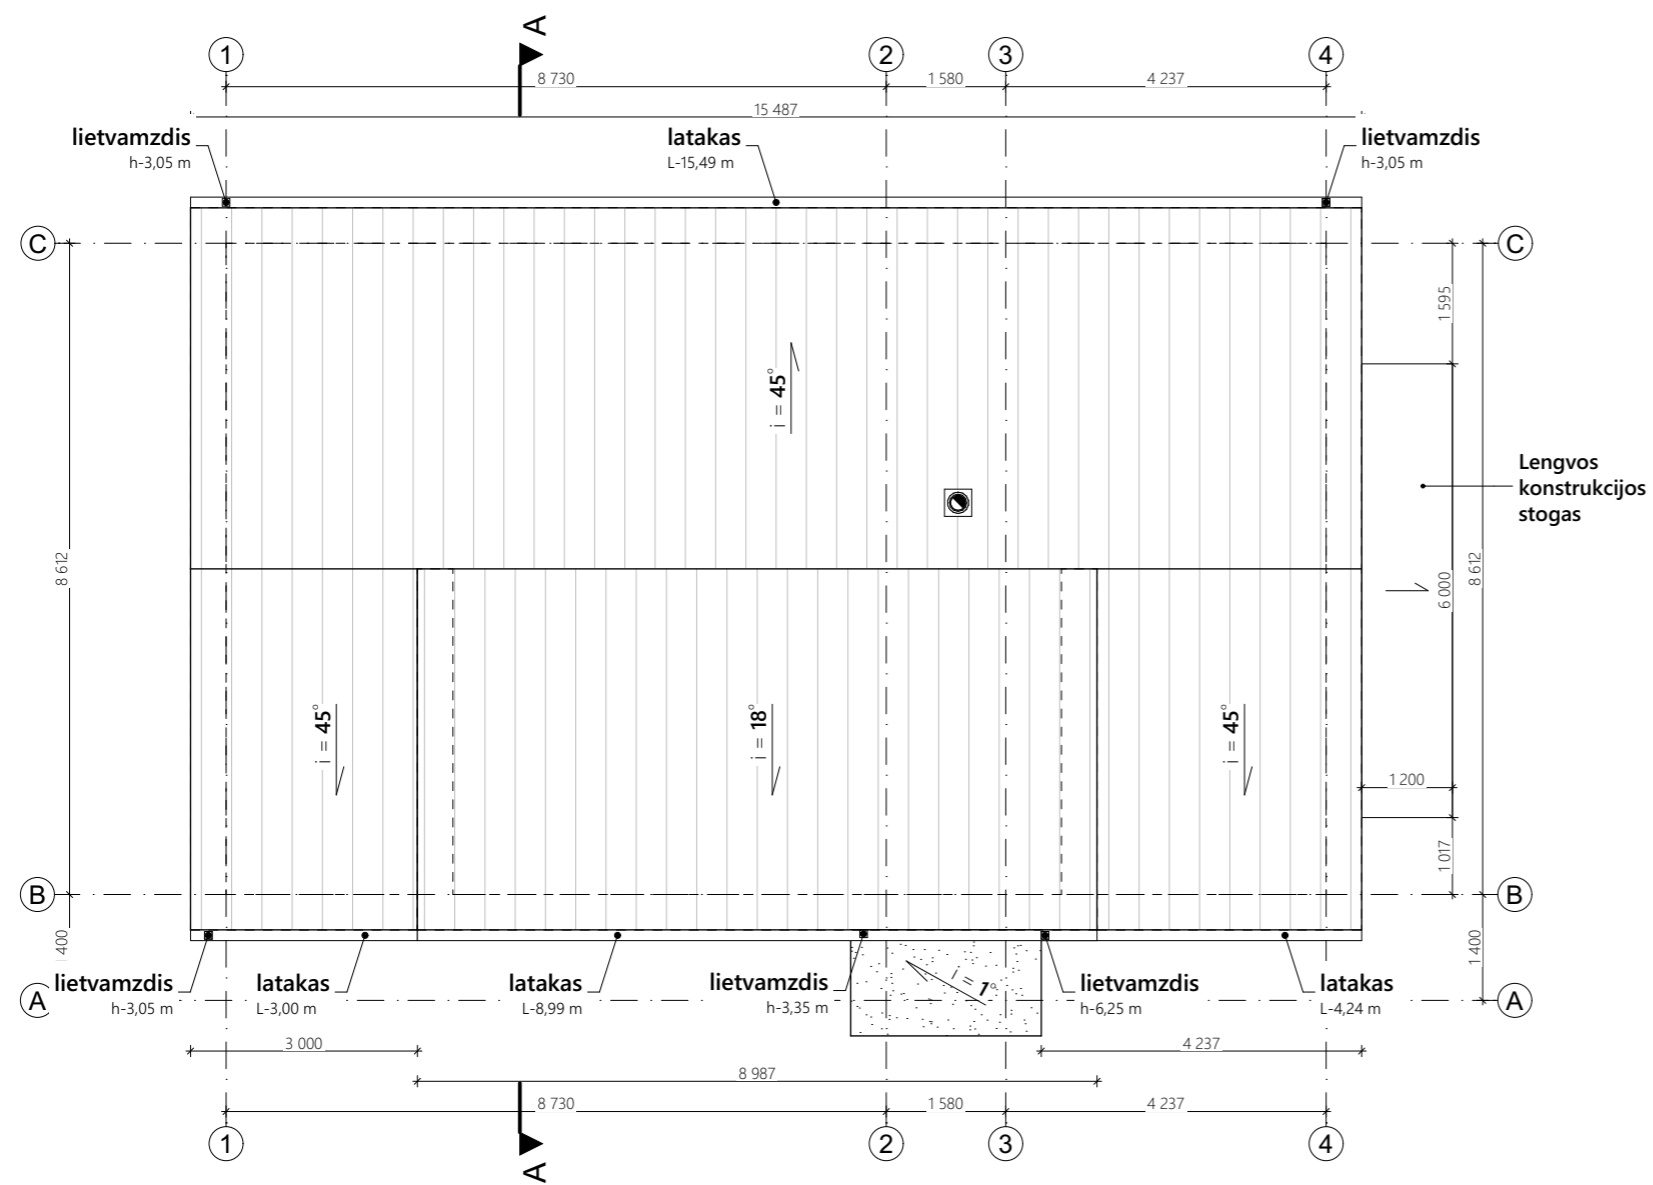 A
1
2
3
4
8 730
1 580
4 237
15 487
lietvamzdis
h-3,05 m
latakas
L-15,49 m
lietvamzdis
h-3,05 m
C
C
1 595
i = 45°
Lengvos
konstrukcijos
stogas
8 612
6 000
8 612
i = 45°
i = 18°
i = 45°
1 200
1 017
B
B
1 400
1 400
lietvamzdis
h-3,05 m
latakas
L-3,00 m
latakas
L-8,99 m
lietvamzdis
h-3,35 m
i = 1°
lietvamzdis
h-6,25 m
latakas
L-4,24 m
A
A
3 000
4 237
8 987
8 730
1 580
4 237
1
2
3
4
A